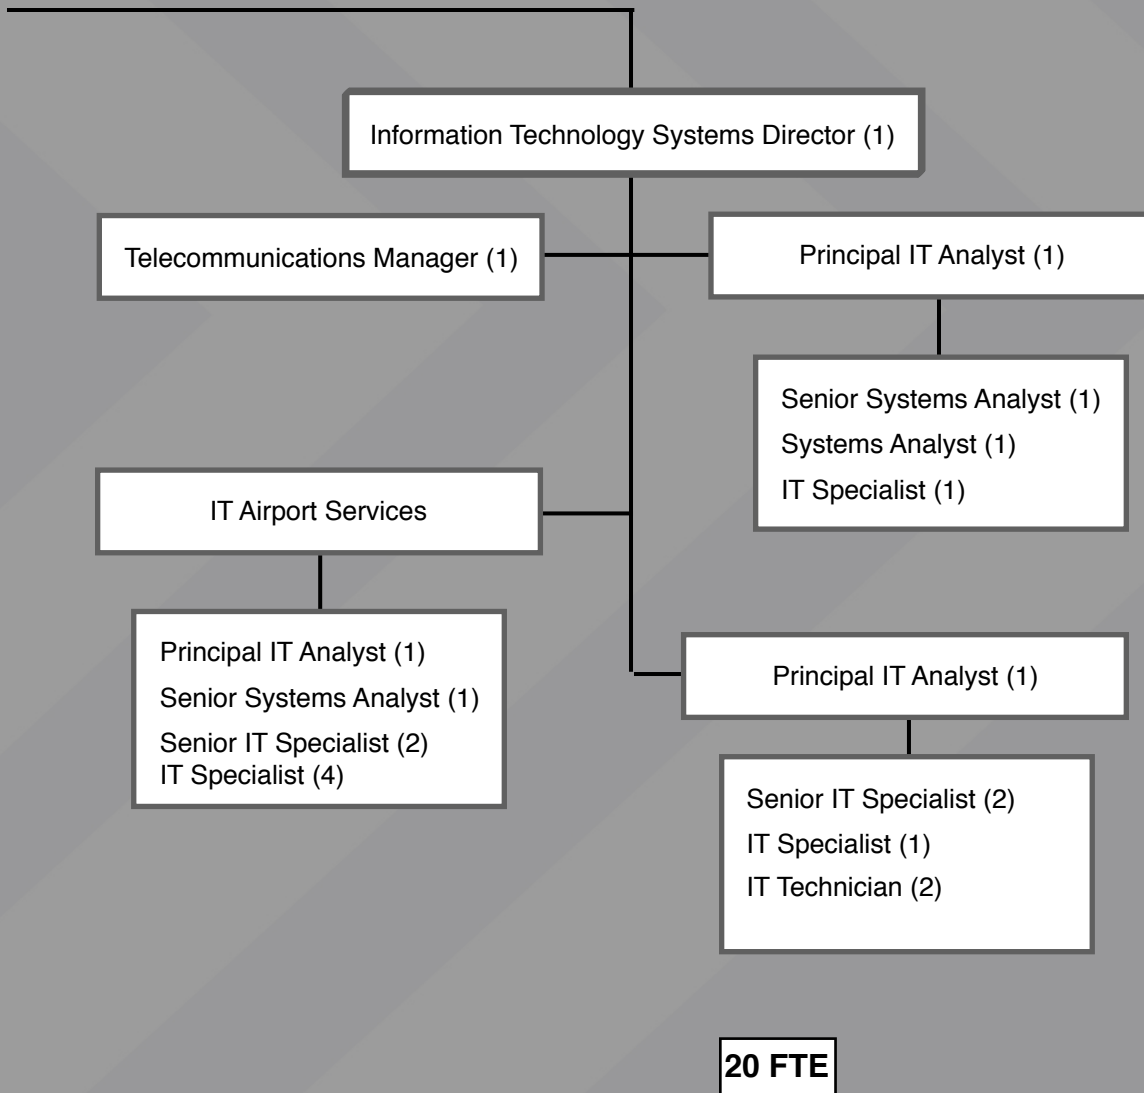 Information Technology Systems Director (1)
Telecommunications Manager (1)
Principal IT Analyst (1)
Senior Systems Analyst (1)
Systems Analyst (1)
IT Specialist (1)
IT Airport Services
Principal IT Analyst (1)
Senior Systems Analyst (1)
Senior IT Specialist (2)
IT Specialist (4)
Principal IT Analyst (1)
Senior IT Specialist (2)
IT Specialist (1)
IT Technician (2)
20 FTE